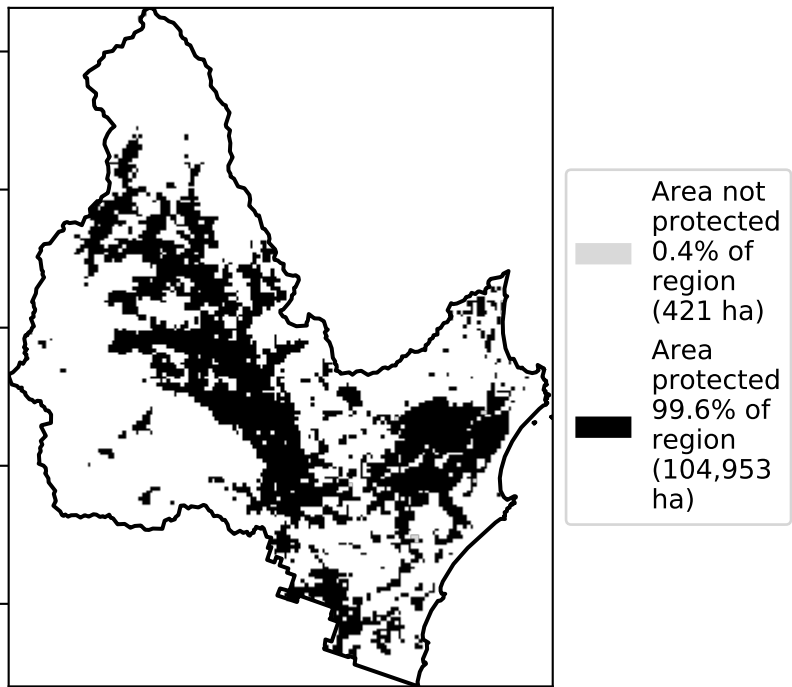 Area not
protected
0.4% of
region
(421 ha)
Area
protected
99.6% of
region
(104,953
ha)